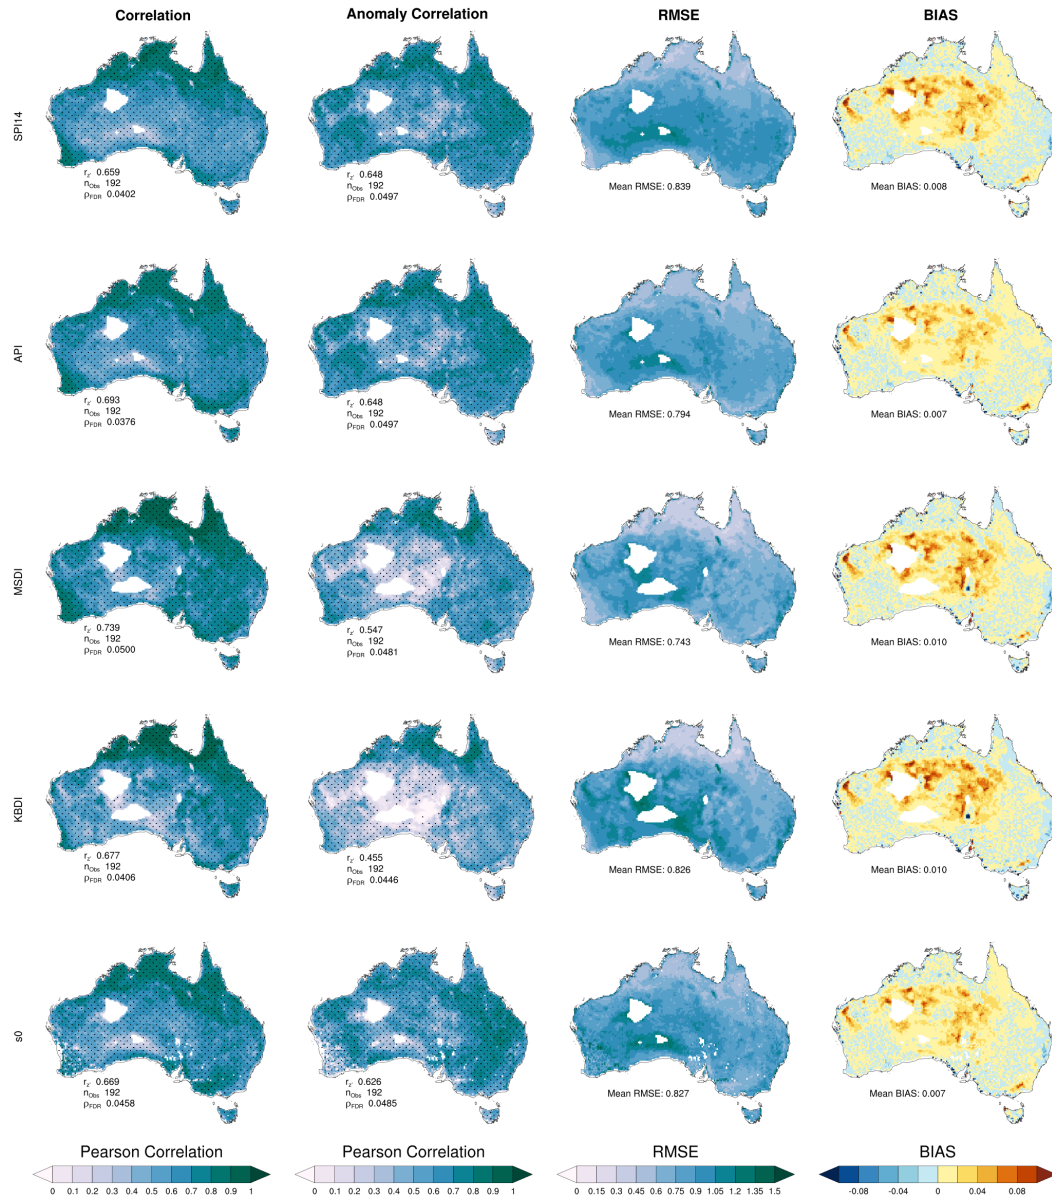 Correlation Anomaly Correlation RMSE BIAS
SPI14
r_z' 0.659
n_Obs 192
ρ_FDR 0.0402
r_z' 0.648
n_Obs 192
ρ_FDR 0.0497
Mean RMSE: 0.839
Mean BIAS: 0.008
API
r_z' 0.693
n_Obs 192
ρ_FDR 0.0376
r_z' 0.648
n_Obs 192
ρ_FDR 0.0497
Mean RMSE: 0.794
Mean BIAS: 0.007
MSDI
r_z' 0.739
n_Obs 192
ρ_FDR 0.0500
r_z' 0.547
n_Obs 192
ρ_FDR 0.0481
Mean RMSE: 0.743
Mean BIAS: 0.010
KBDI
r_z' 0.677
n_Obs 192
ρ_FDR 0.0406
r_z' 0.455
n_Obs 192
ρ_FDR 0.0446
Mean RMSE: 0.826
Mean BIAS: 0.010
s0
r_z' 0.669
n_Obs 192
ρ_FDR 0.0458
r_z' 0.626
n_Obs 192
ρ_FDR 0.0485
Mean RMSE: 0.827
Mean BIAS: 0.007
Pearson Correlation
0 0.1 0.2 0.3 0.4 0.5 0.6 0.7 0.8 0.9 1
Pearson Correlation
0 0.1 0.2 0.3 0.4 0.5 0.6 0.7 0.8 0.9 1
RMSE
0 0.15 0.3 0.45 0.6 0.75 0.9 1.05 1.2 1.35 1.5
BIAS
-0.08 -0.04 0.04 0.08